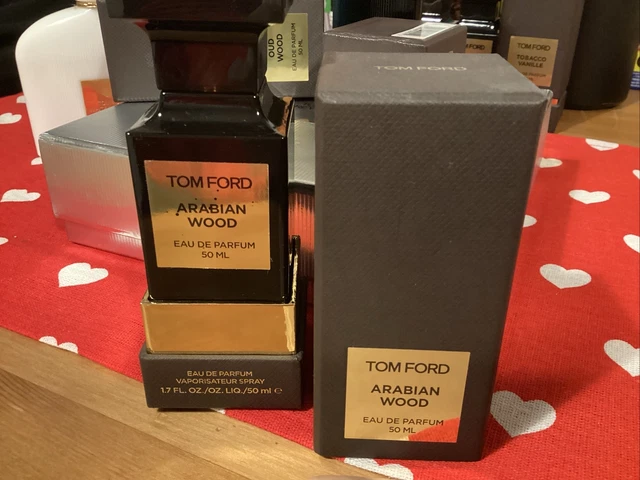 OUD
WOOD
EAU DE PARFUM
50 ML
TOM FORD
TOBACCO
VANILLE
TOM FORD
TOM FORD
ARABIAN
WOOD
EAU DE PARFUM
50 ML
EAU DE PARFUM
VAPORISATEUR SPRAY
1.7 FL. OZ./OZ. LIQ./50 ml ℮
TOM FORD
ARABIAN
WOOD
EAU DE PARFUM
50 ML